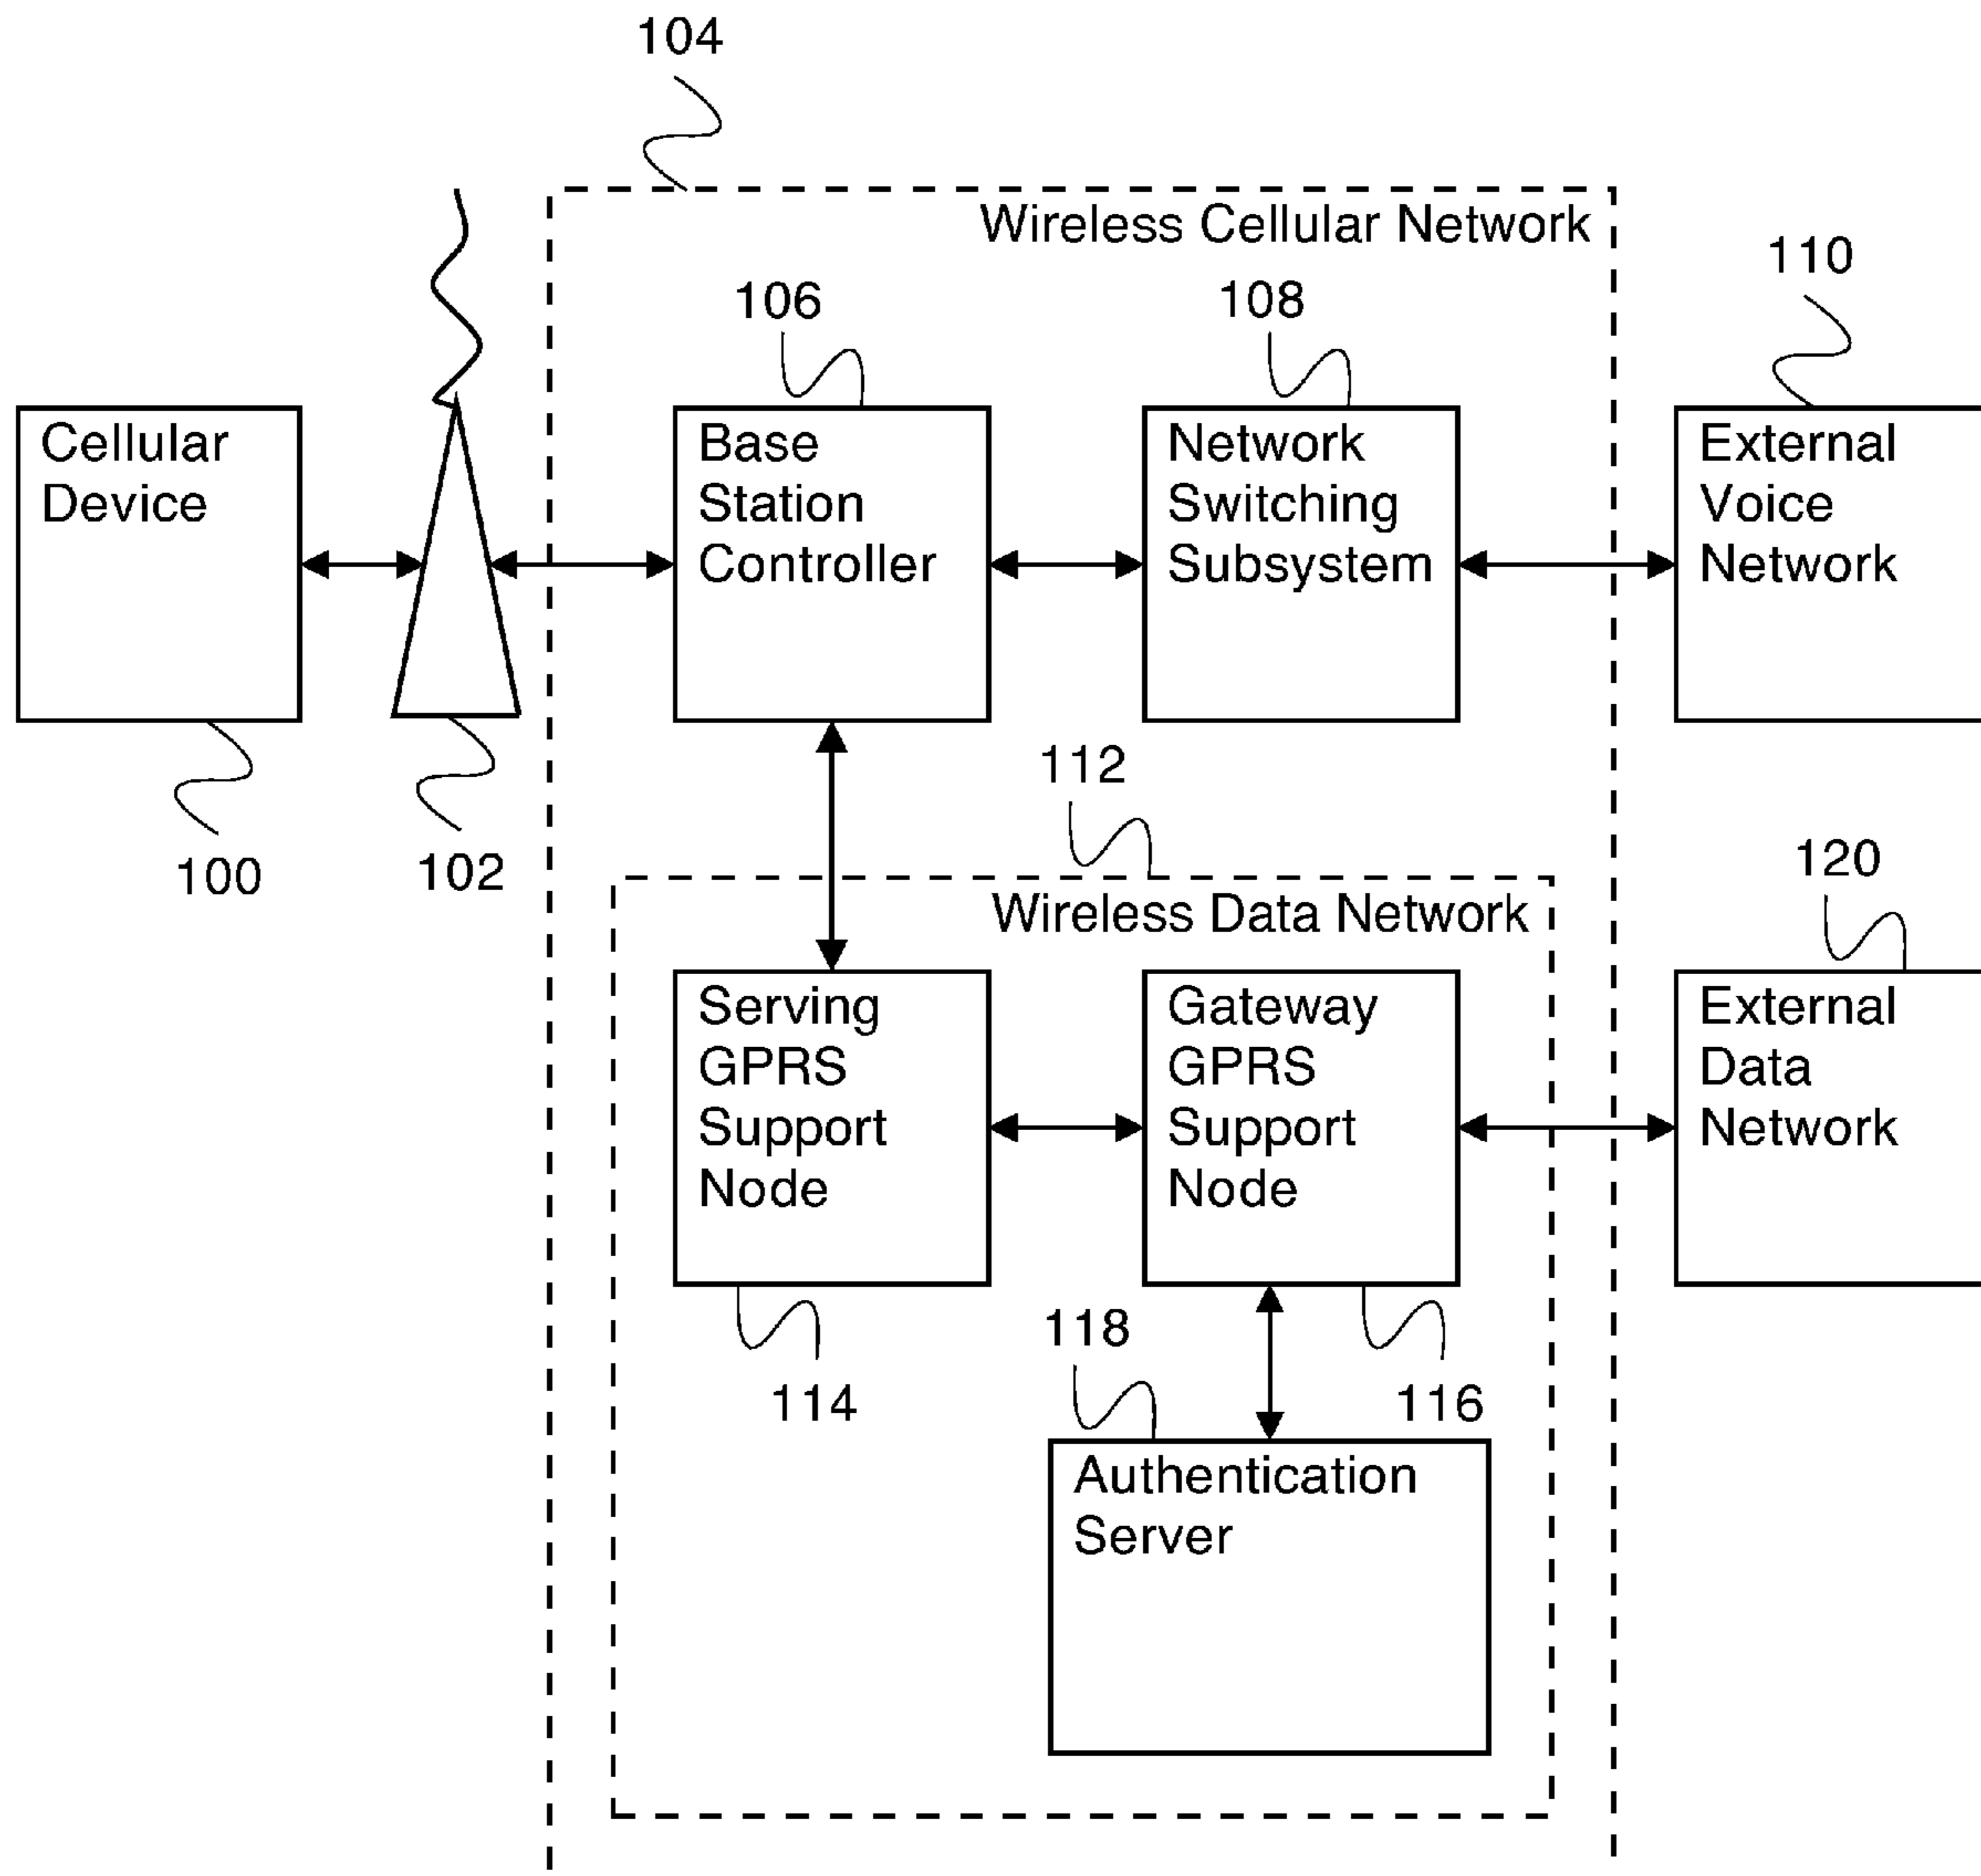 104
Wireless Cellular Network
110
106
108
Cellular
Device
Base
Station
Controller
Network
Switching
Subsystem
External
Voice
Network
112
100
102
120
Wireless Data Network
Serving
GPRS
Support
Node
Gateway
GPRS
Support
Node
External
Data
Network
118
114
116
Authentication
Server